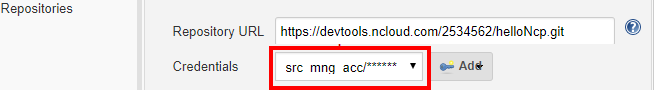 Repositories
Repository URL https://devtools.ncloud.com/2534562/helloNcp.git
Credentials src_mng_acc/****** Add